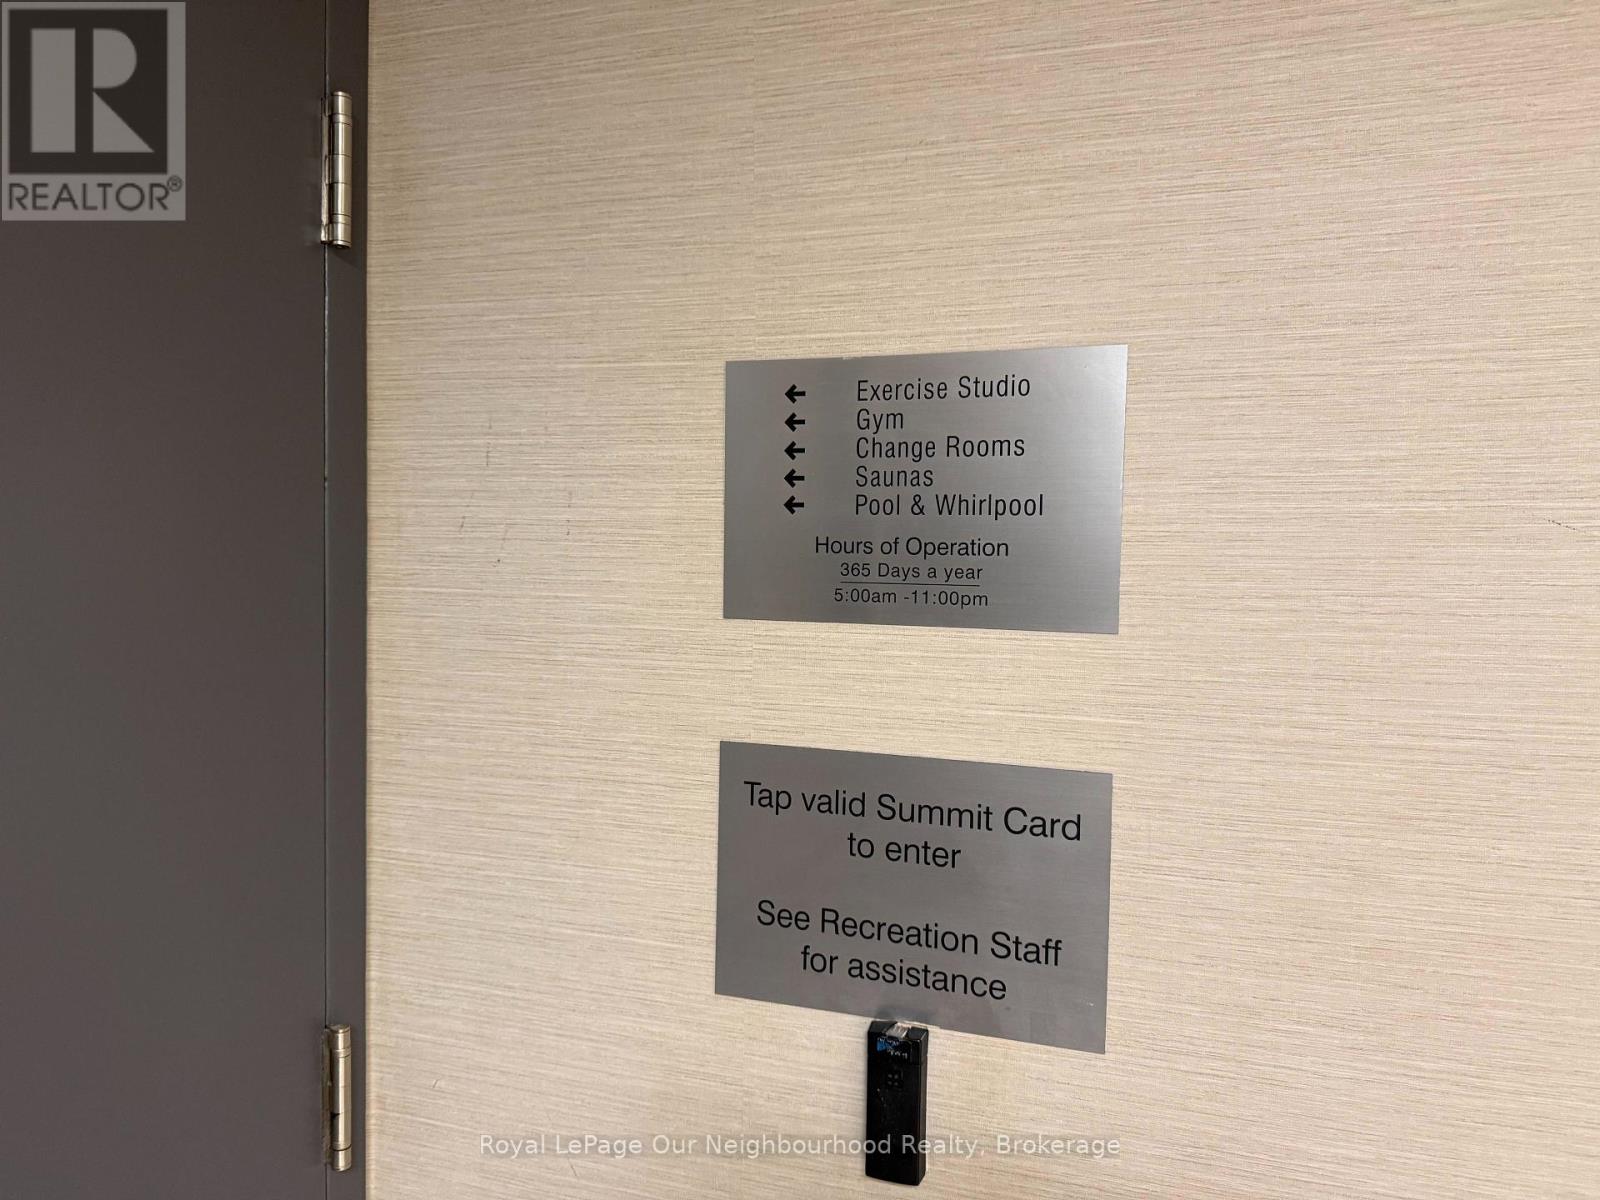 REALTOR®
← Exercise Studio
← Gym
← Change Rooms
← Saunas
← Pool & Whirlpool
Hours of Operation
365 Days a year
5:00am -11:00pm
Tap valid Summit Card
to enter
See Recreation Staff
for assistance
Royal LePage Our Neighbourhood Realty, Brokerage